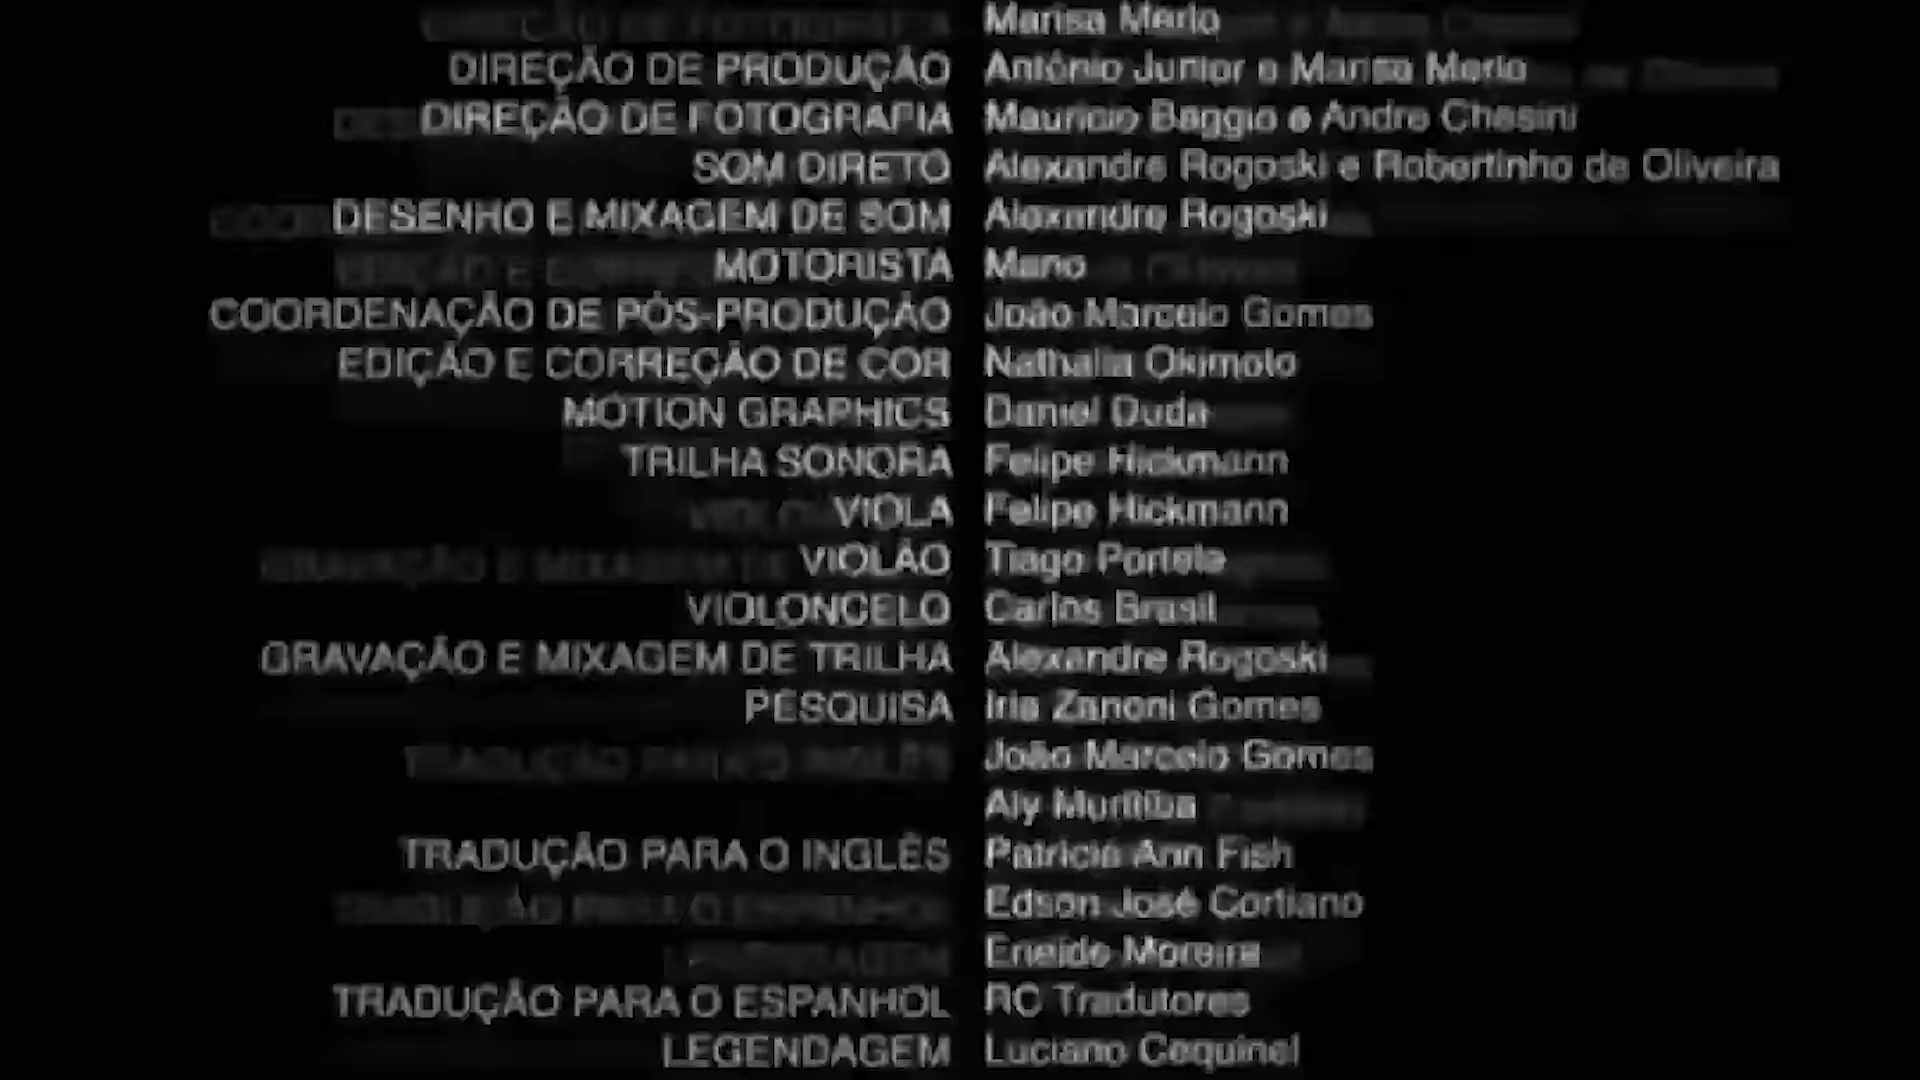 Marisa Merlo
DIREÇÃO DE PRODUÇÃO Antônio Junior e Marisa Merlo
DIREÇÃO DE FOTOGRAFIA Maurício Baggio e Andre Chesini
SOM DIRETO Alexandre Rogoski e Robertinho de Oliveira
DESENHO E MIXAGEM DE SOM Alexandre Rogoski
MOTORISTA Mano
COORDENAÇÃO DE PÓS-PRODUÇÃO João Marcelo Gomes
EDIÇÃO E CORREÇÃO DE COR Nathalia Okimoto
MOTION GRAPHICS Daniel Duda
TRILHA SONORA Felipe Hickmann
VIOLA Felipe Hickmann
VIOLÃO Tiago Portela
VIOLONCELO Carlos Brasil
GRAVAÇÃO E MIXAGEM DE TRILHA Alexandre Rogoski
PESQUISA Iria Zanoni Gomes
João Marcelo Gomes
Aly Muritiba
TRADUÇÃO PARA O INGLÊS Patricia Ann Fish
Edson José Cortiano
Eneida Moreira
TRADUÇÃO PARA O ESPANHOL RC Tradutores
LEGENDAGEM Luciano Cequinel